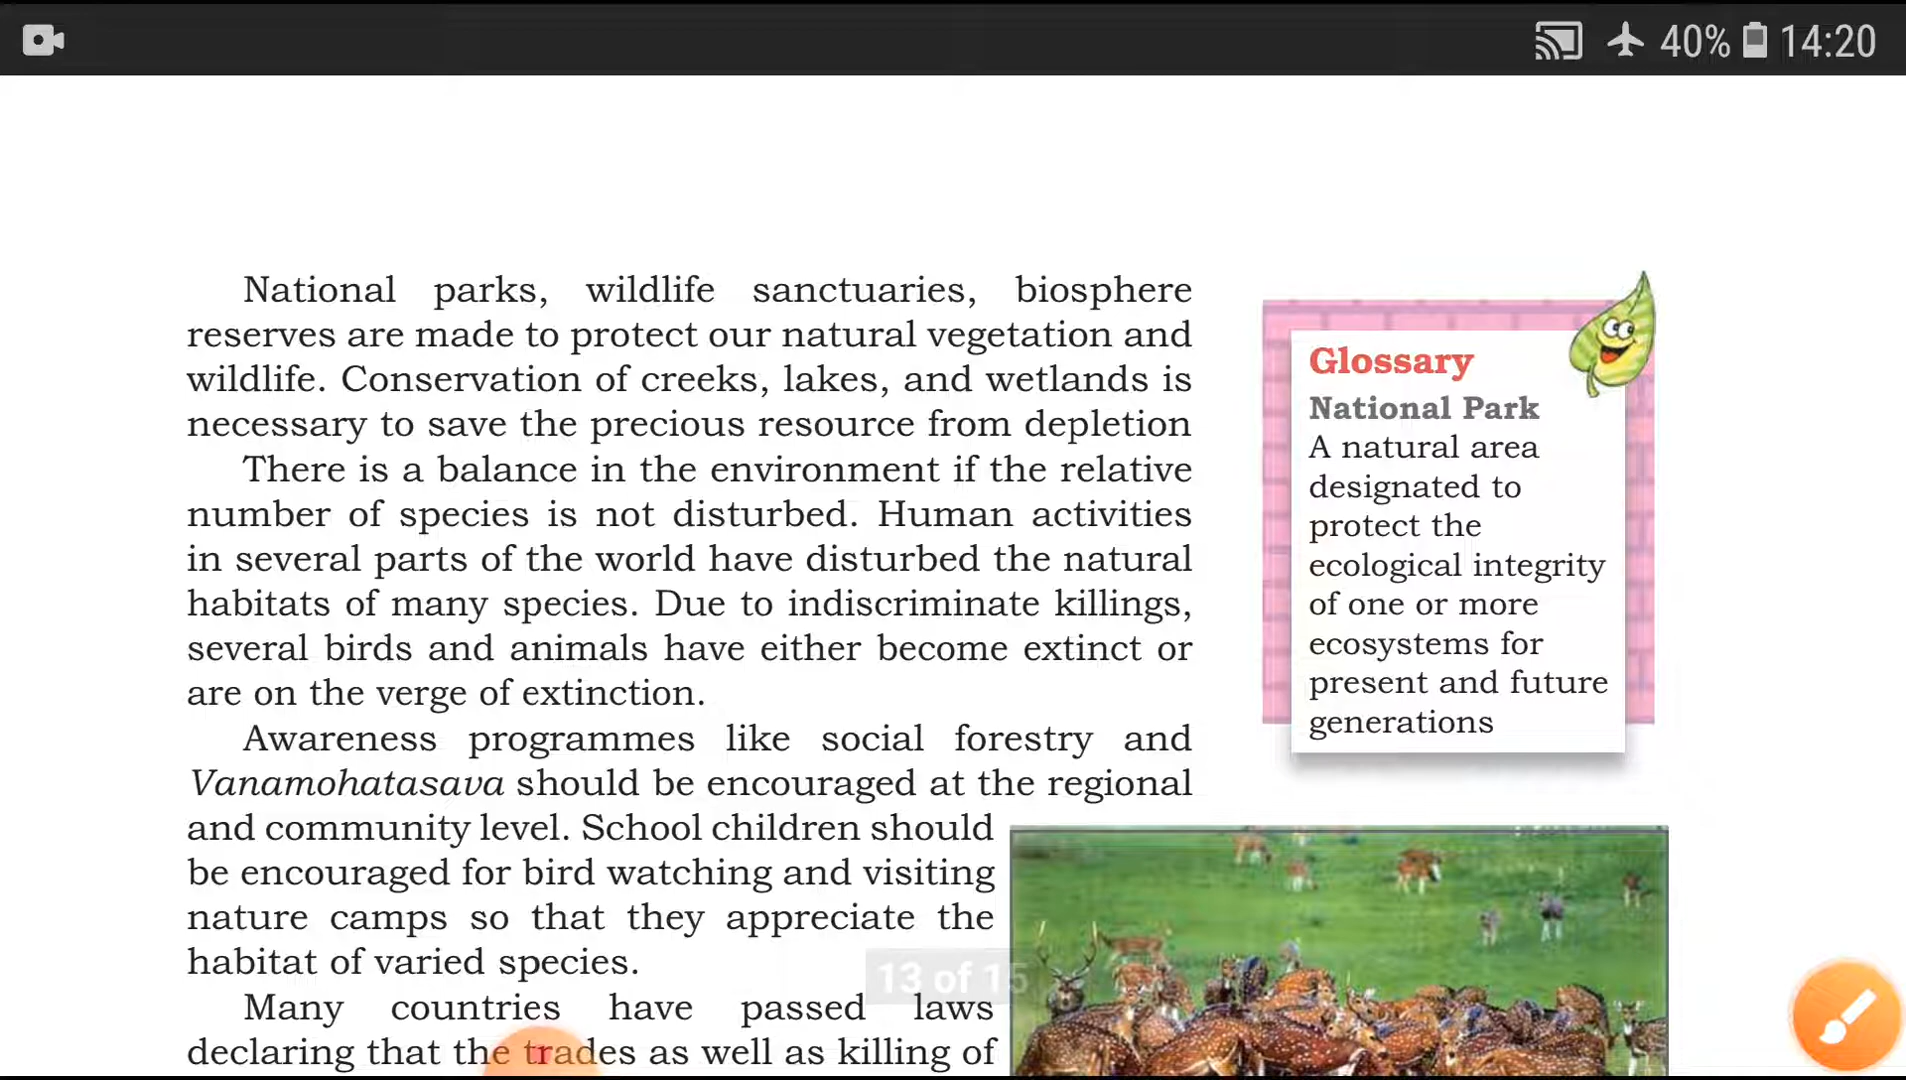 40% 14:20
National parks, wildlife sanctuaries, biosphere
reserves are made to protect our natural vegetation and
wildlife. Conservation of creeks, lakes, and wetlands is
necessary to save the precious resource from depletion
There is a balance in the environment if the relative
number of species is not disturbed. Human activities
in several parts of the world have disturbed the natural
habitats of many species. Due to indiscriminate killings,
several birds and animals have either become extinct or
are on the verge of extinction.
Awareness programmes like social forestry and
Vanamohatasava should be encouraged at the regional
and community level. School children should
be encouraged for bird watching and visiting
nature camps so that they appreciate the
habitat of varied species.
Many countries have passed laws
declaring that the trades as well as killing of
Glossary
National Park
A natural area
designated to
protect the
ecological integrity
of one or more
ecosystems for
present and future
generations
13 of 15